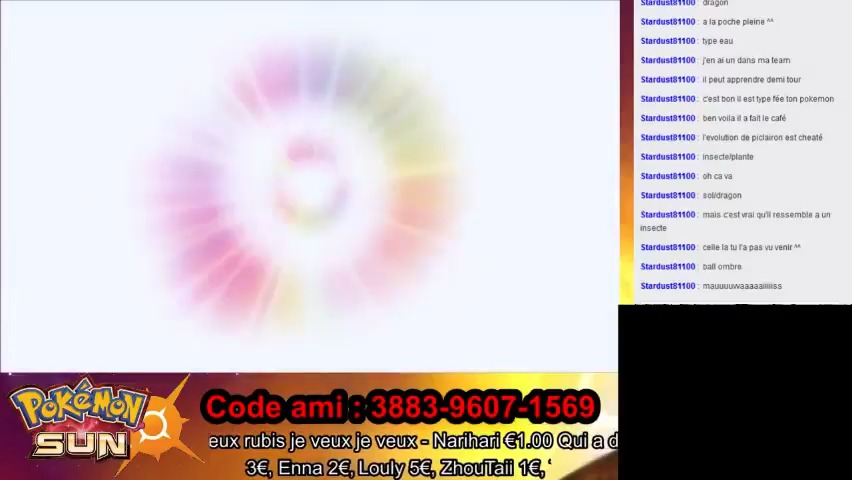 Stardust81100 : dragon
Stardust81100 : a la poche pleine ^^
Stardust81100 : type eau
Stardust81100 : j'en ai un dans ma team
Stardust81100 : il peut apprendre demi tour
Stardust81100 : c'est bon il est type fée ton pokemon
Stardust81100 : ben voila il a fait le café
Stardust81100 : l'evolution de piclairon est cheaté
Stardust81100 : insecte/plante
Stardust81100 : oh ca va
Stardust81100 : sol/dragon
Stardust81100 : mais c'est vrai qu'il ressemble a un
insecte
Stardust81100 : celle la tu l'a pas vu venir ^^
Stardust81100 : ball ombre
Stardust81100 : mauuuuwaaaaaiiiiiss
POKÉMON
SUN
Code ami : 3883-9607-1569
eux rubis je veux je veux - Narihari €1.00 Qui a d
3€, Enna 2€, Louly 5€, ZhouTaii 1€,